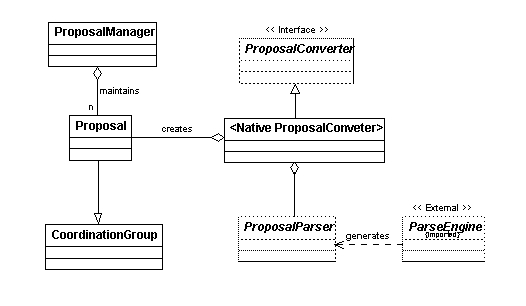 << Interface >>
ProposalManager
ProposalConverter
maintains
n
Proposal
creates
<Native ProposalConveter>
<< External >>
CoordinationGroup
ProposalParser
generates
ParseEngine
{imported}